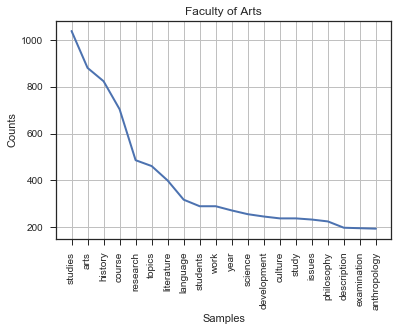 Faculty of Arts
Counts
1000
800
600
400
200
studies
arts
history
course
research
topics
literature
language
students
work
year
science
development
culture
study
issues
philosophy
description
examination
anthropology
Samples